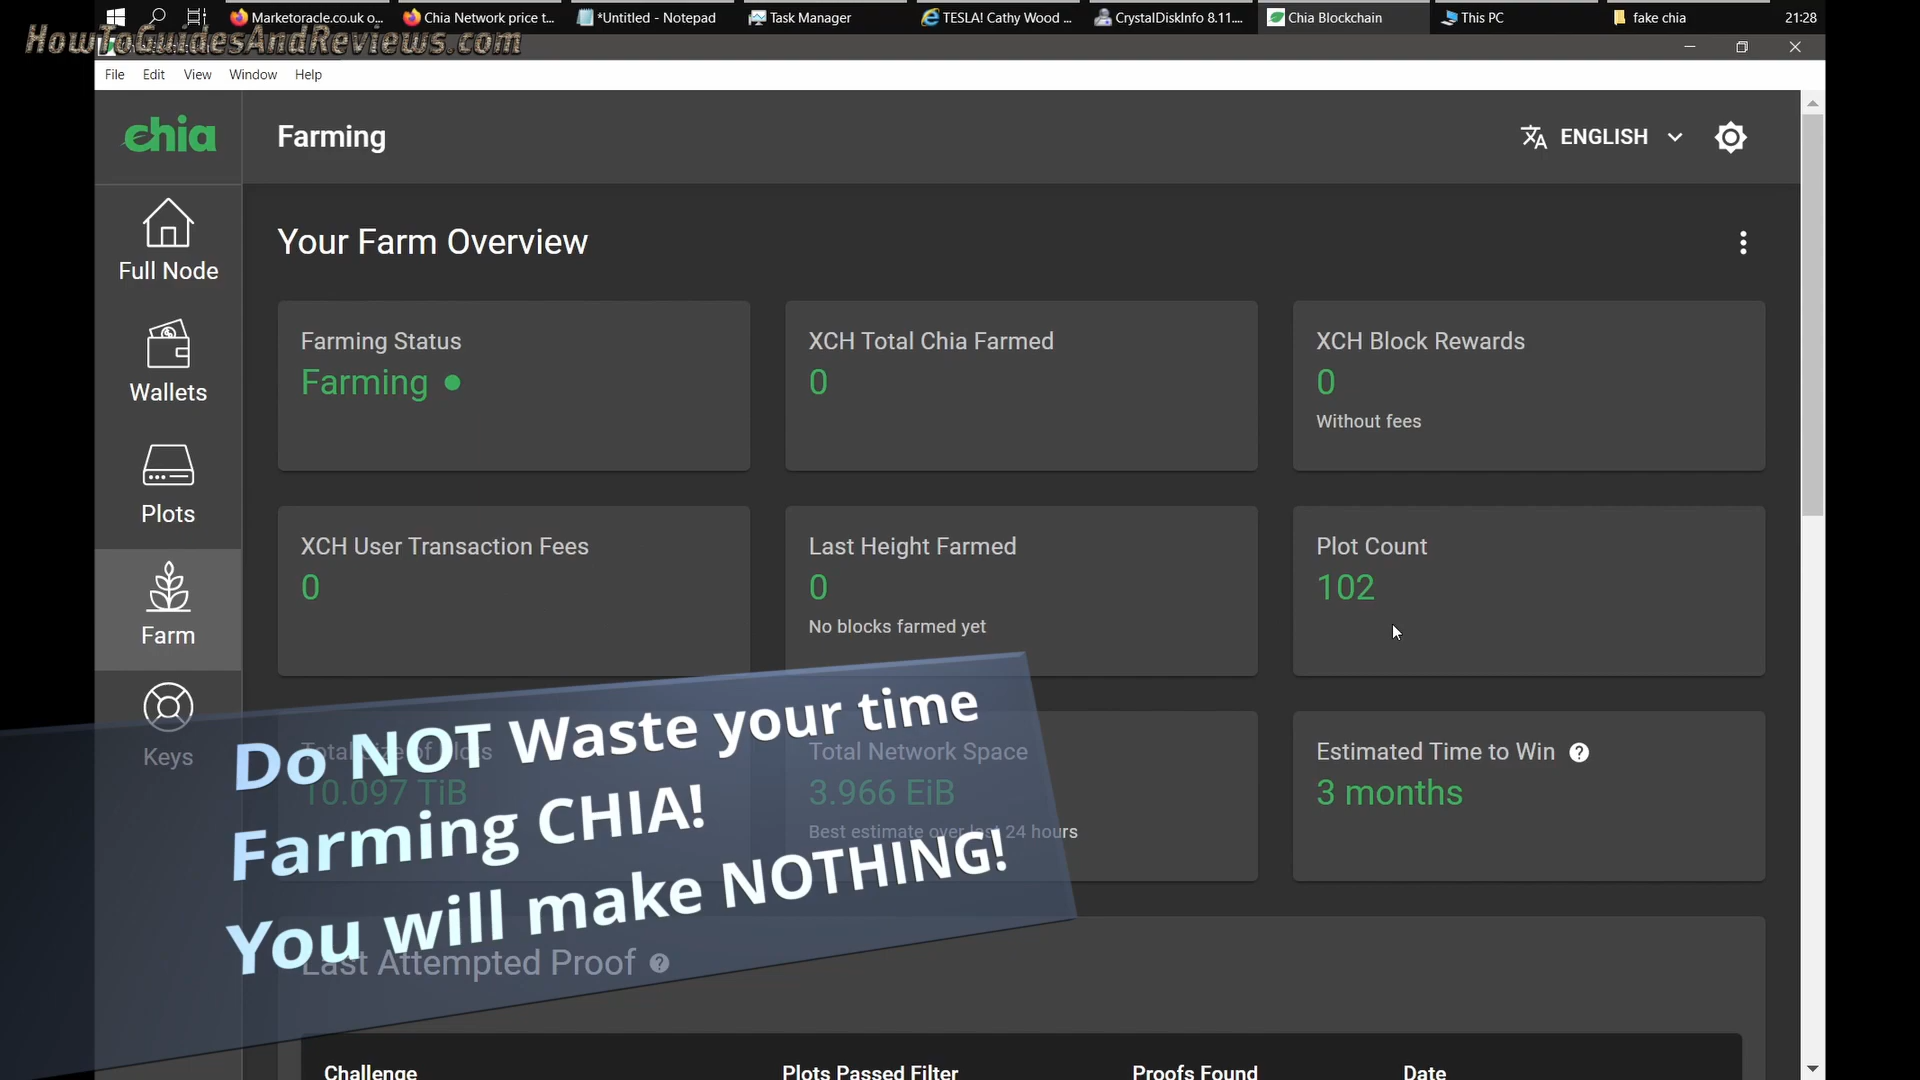 Marketoracle.co.uk o...
Chia Network price t...
*Untitled - Notepad
Task Manager
TESLA! Cathy Wood ...
CrystalDiskInfo 8.11....
Chia Blockchain
This PC
fake chia
21:28
HowToGuidesAndReviews.com
File Edit View Window Help
chia
Farming
ENGLISH
Full Node
Wallets
Plots
Farm
Keys
Your Farm Overview
Farming Status
Farming
XCH Total Chia Farmed
0
XCH Block Rewards
0
Without fees
XCH User Transaction Fees
0
Last Height Farmed
0
No blocks farmed yet
Plot Count
102
Total Size of Plots
10.097 TiB
Total Network Space
3.966 EiB
Best estimate over last 24 hours
Estimated Time to Win
3 months
Do NOT Waste your time
Farming CHIA!
You will make NOTHING!
Last Attempted Proof
Challenge Plots Passed Filter Proofs Found Date